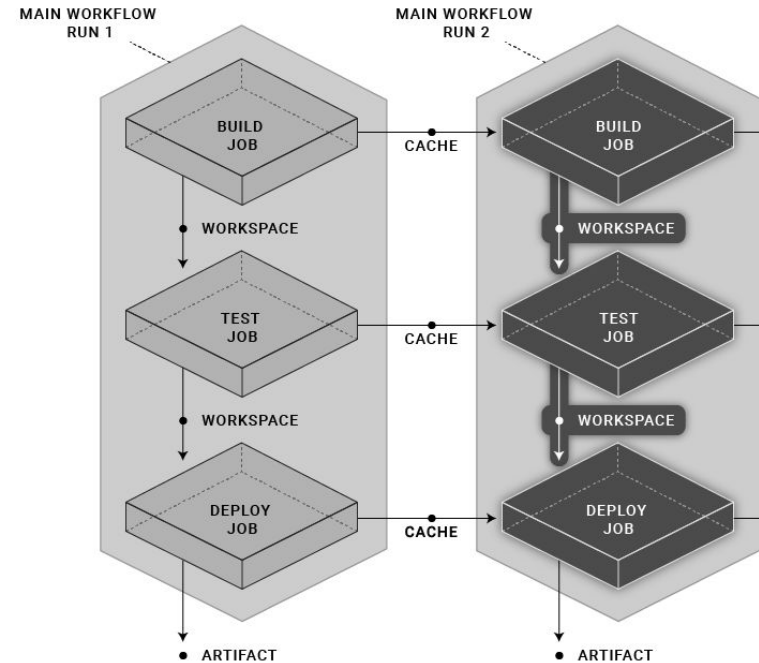 MAIN WORKFLOW
RUN 1
MAIN WORKFLOW
RUN 2
BUILD
JOB
CACHE
BUILD
JOB
WORKSPACE
WORKSPACE
TEST
JOB
CACHE
TEST
JOB
WORKSPACE
WORKSPACE
DEPLOY
JOB
CACHE
DEPLOY
JOB
ARTIFACT
ARTIFACT